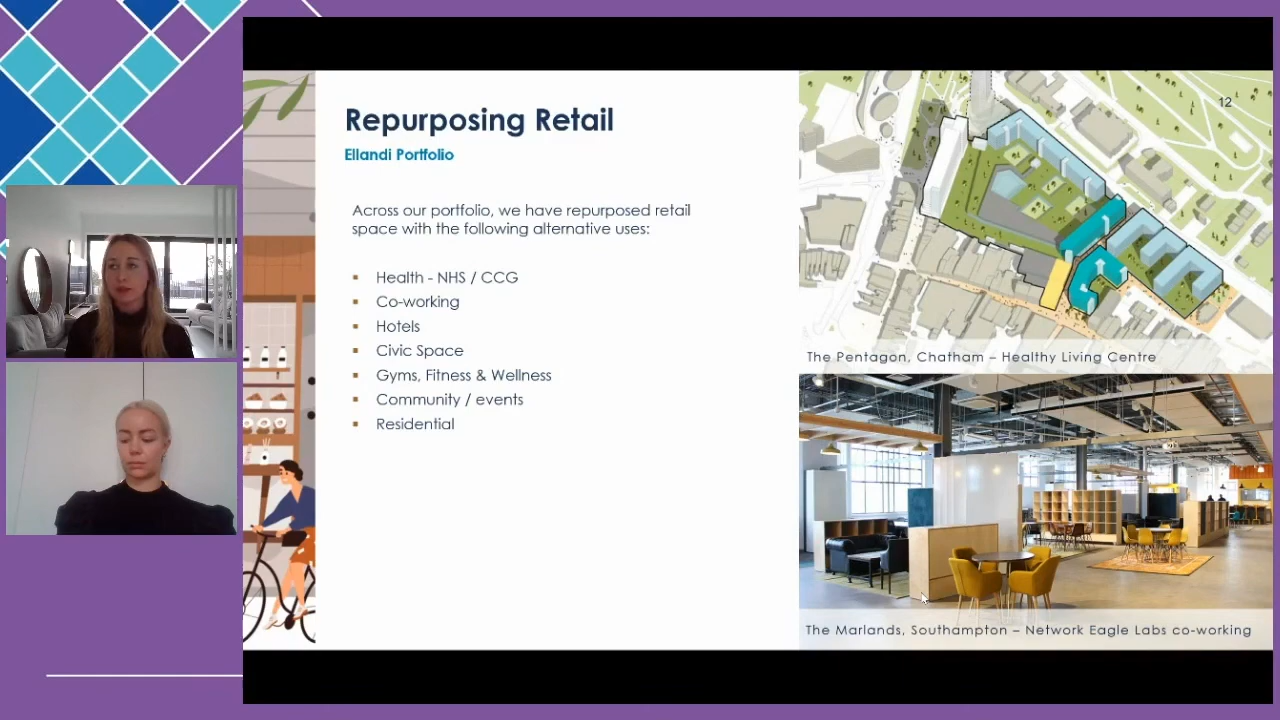 Repurposing Retail
Ellandi Portfolio
Across our portfolio, we have repurposed retail
space with the following alternative uses:
▪ Health - NHS / CCG
▪ Co-working
▪ Hotels
▪ Civic Space
▪ Gyms, Fitness & Wellness
▪ Community / events
▪ Residential
12
The Pentagon, Chatham – Healthy Living Centre
The Marlands, Southampton – Network Eagle Labs co-working